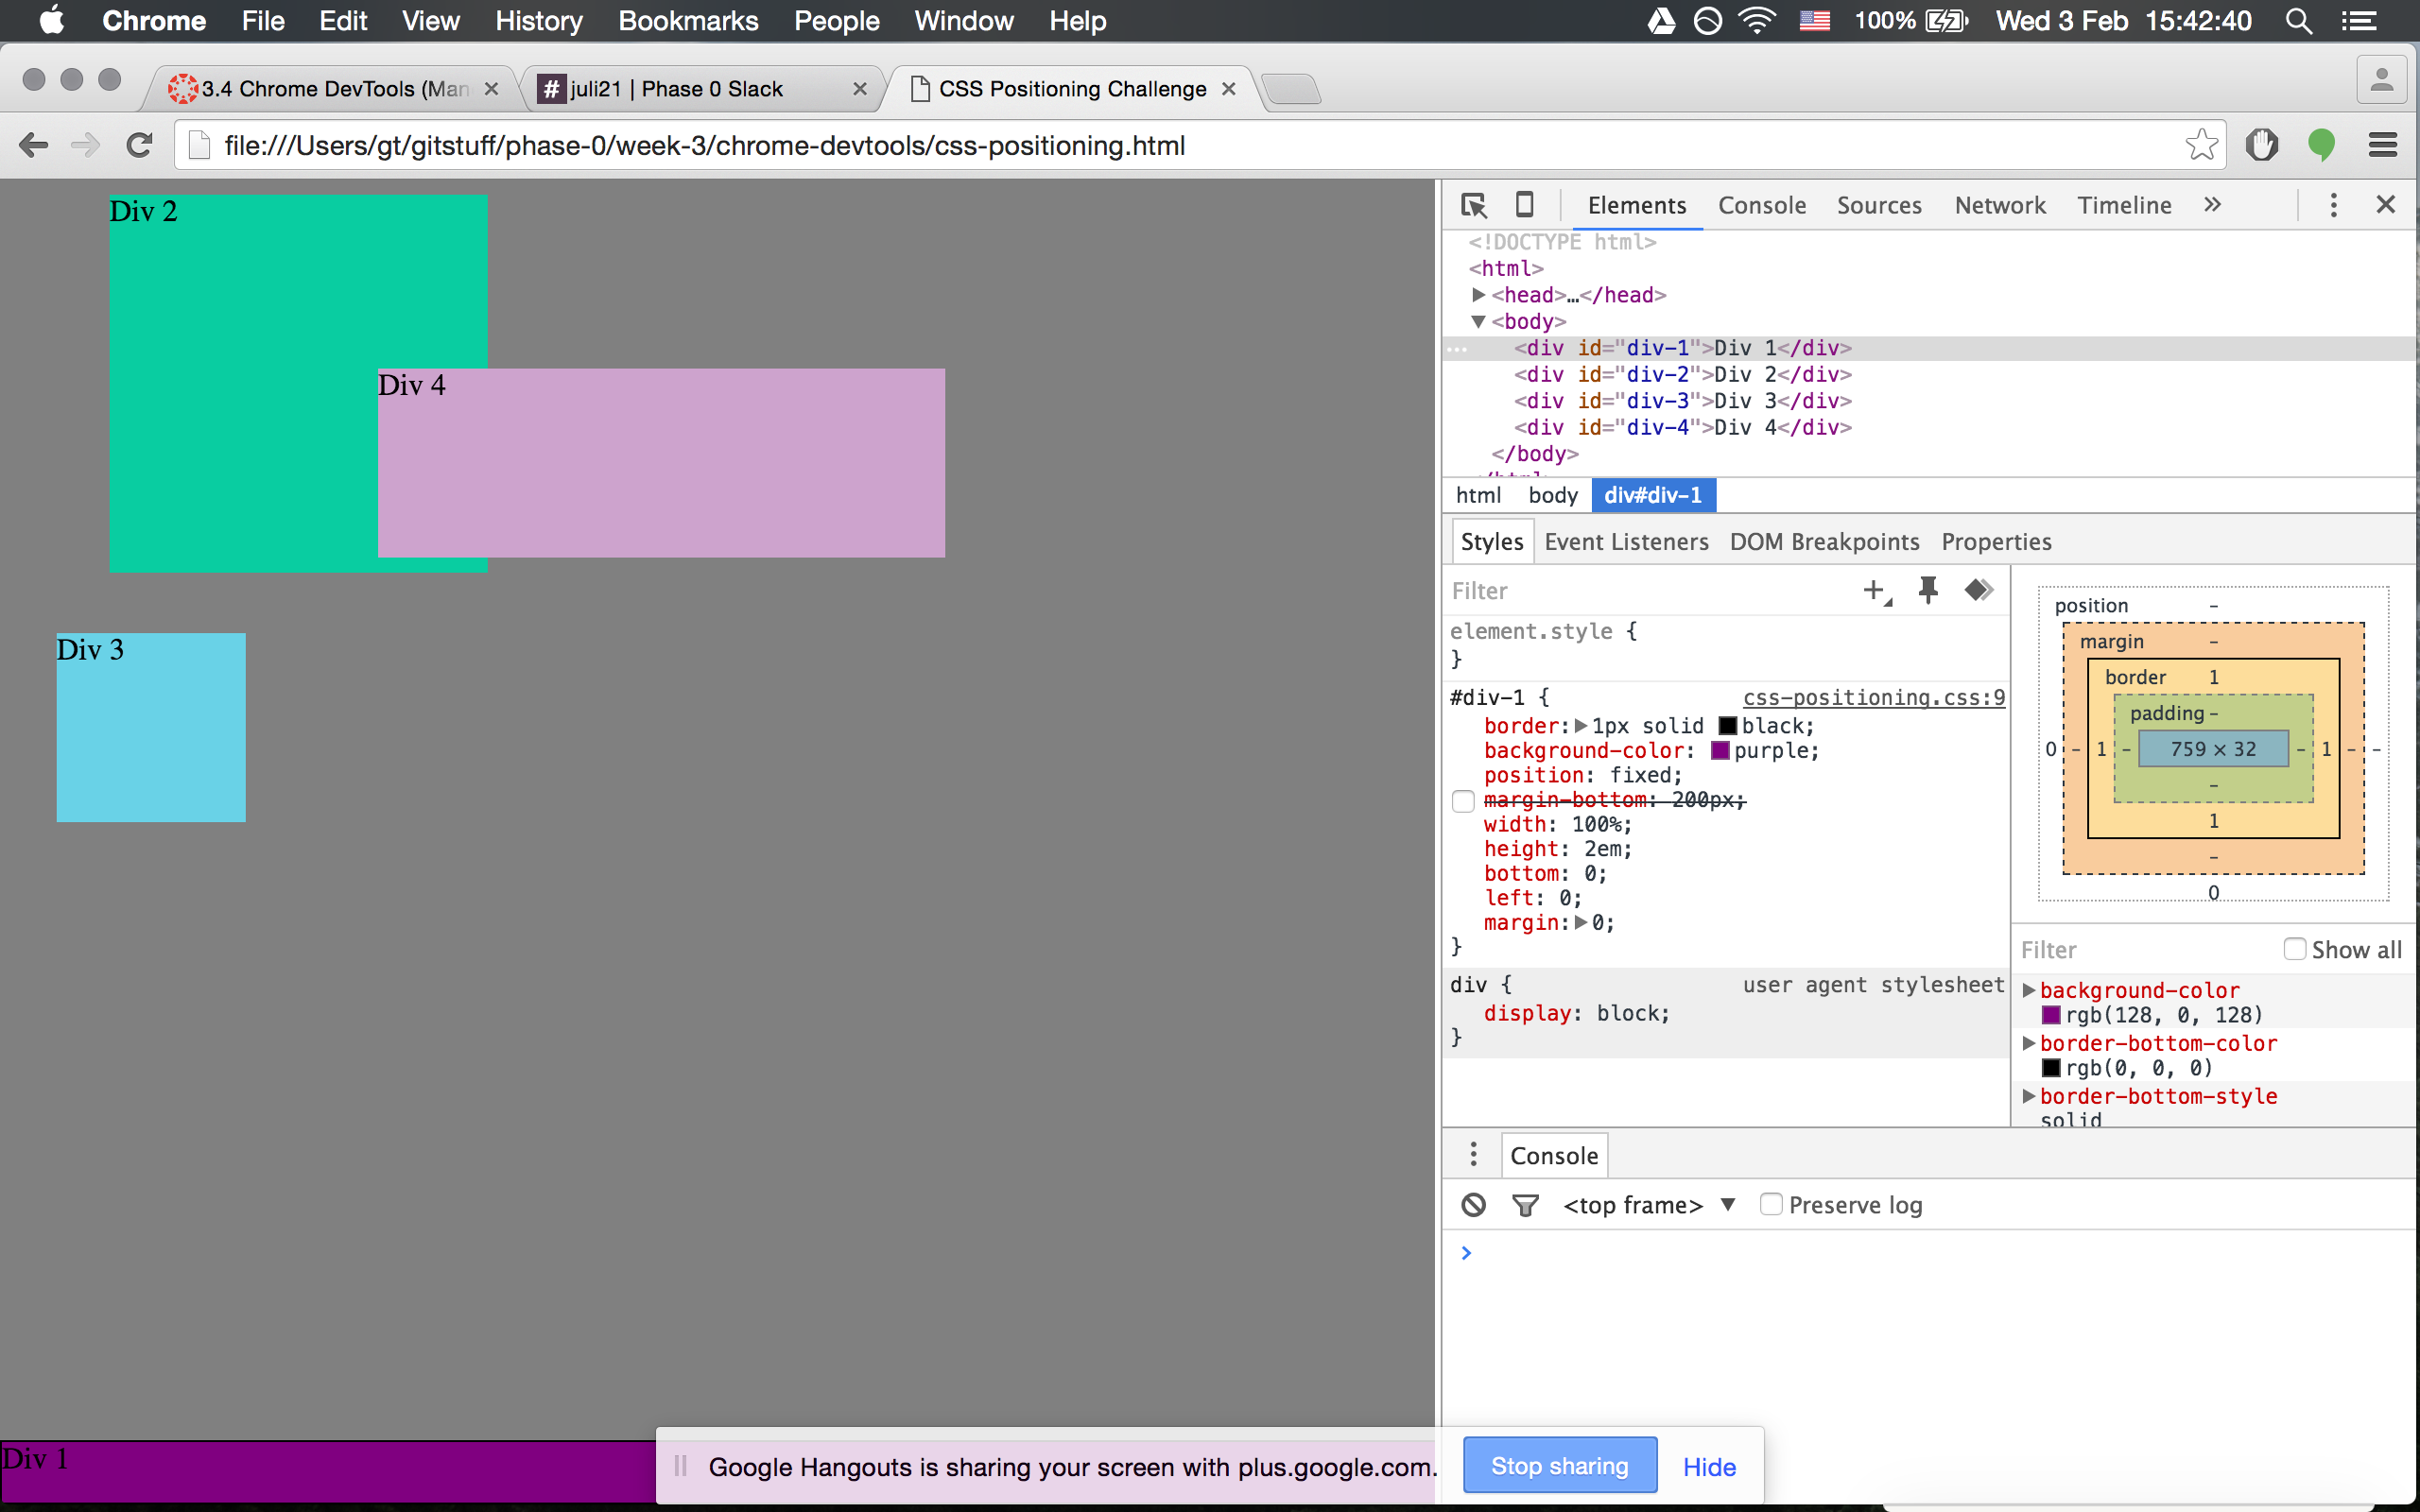 Chrome File Edit View History Bookmarks People Window Help 100% Wed 3 Feb 15:42:40
3.4 Chrome DevTools (Man # juli21 | Phase 0 Slack CSS Positioning Challenge
file:///Users/gt/gitstuff/phase-0/week-3/chrome-devtools/css-positioning.html
Div 2
Div 4
Div 3
Div 1
Elements Console Sources Network Timeline »
<!DOCTYPE html>
<html>
<head>…</head>
<body>
<div id="div-1">Div 1</div>
<div id="div-2">Div 2</div>
<div id="div-3">Div 3</div>
<div id="div-4">Div 4</div>
</body>
</html>
html body div#div-1
Styles Event Listeners DOM Breakpoints Properties
Filter
element.style {
}
#div-1 { css-positioning.css:9
border: 1px solid black;
background-color: purple;
position: fixed;
margin-bottom: 200px;
width: 100%;
height: 2em;
bottom: 0;
left: 0;
margin: 0;
}
div { user agent stylesheet
display: block;
}
position -
margin -
border 1
padding -
0 - 1 - 759 × 32 - 1 - -
-
1
-
0
Filter Show all
background-color
rgb(128, 0, 128)
border-bottom-color
rgb(0, 0, 0)
border-bottom-style
solid
Console
<top frame> Preserve log
>
Google Hangouts is sharing your screen with plus.google.com. Stop sharing Hide